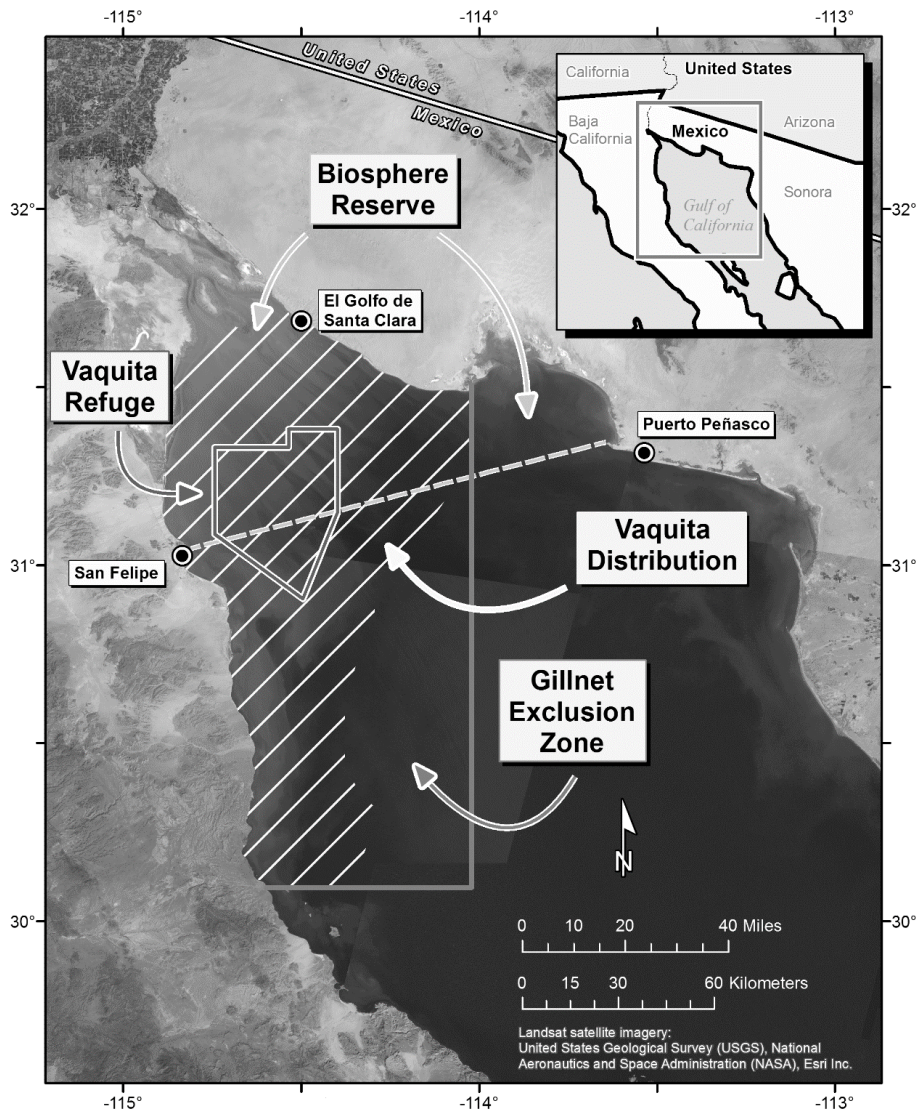 -115°
-114°
-113°
United States
Mexico
California
United States
Baja
California
Mexico
Arizona
Sonora
Gulf of
California
32°
32°
Biosphere
Reserve
El Golfo de
Santa Clara
Vaquita
Refuge
Puerto Peñasco
Vaquita
Distribution
31°
31°
San Felipe
Gillnet
Exclusion
Zone
N
30°
30°
0 10 20 40 Miles
0 15 30 60 Kilometers
Landsat satellite imagery:
United States Geological Survey (USGS), National
Aeronautics and Space Administration (NASA), Esri Inc.
-115°
-114°
-113°